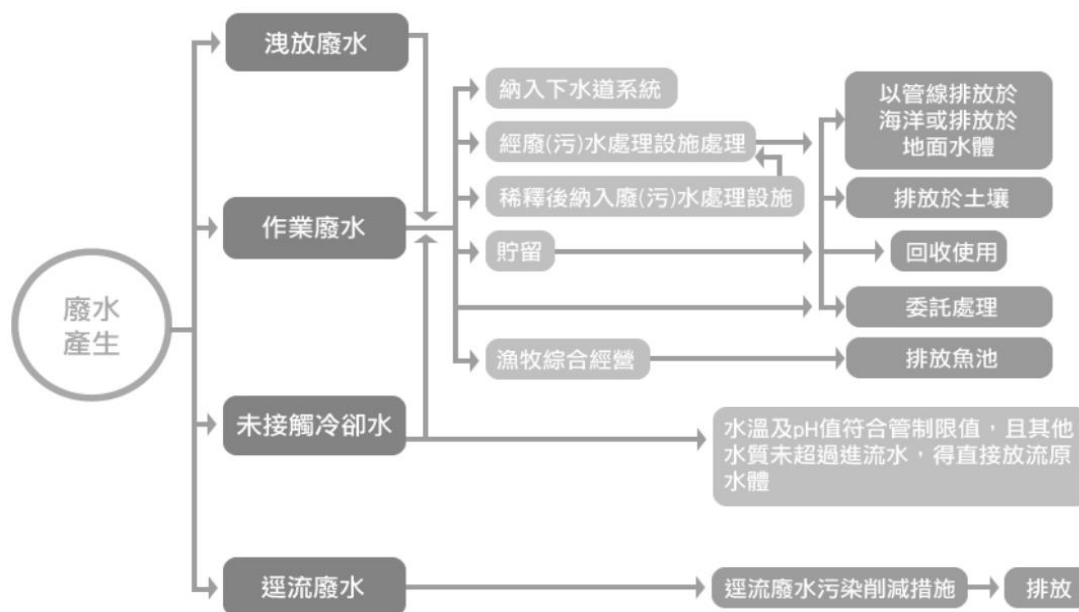 廢水
產生
洩放廢水
作業廢水
未接觸冷卻水
逕流廢水
納入下水道系統
經廢(污)水處理設施處理
稀釋後納入廢(污)水處理設施
貯留
漁牧綜合經營
以管線排放於
海洋或排放於
地面水體
排放於土壤
回收使用
委託處理
排放魚池
水溫及pH值符合管制限值，且其他
水質未超過進流水，得直接放流原
水體
逕流廢水污染削減措施
排放